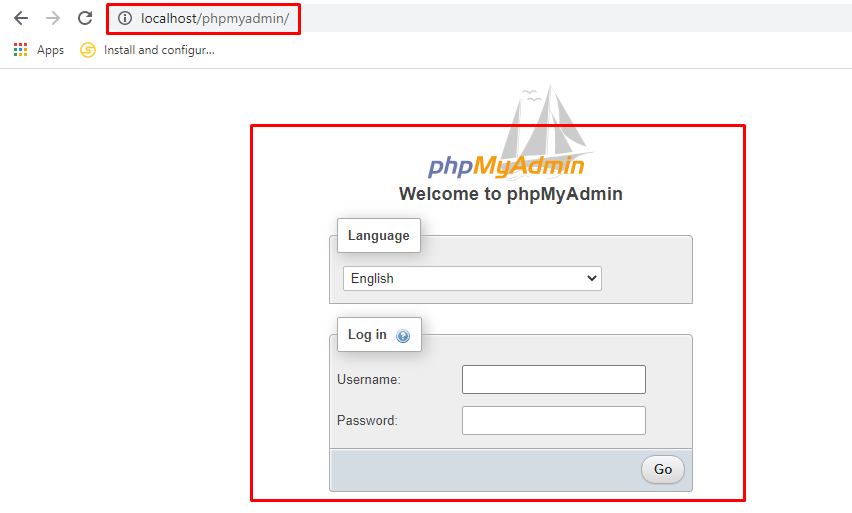 localhost/phpmyadmin/
Apps Install and configur...
phpMyAdmin
Welcome to phpMyAdmin
Language
English
Log in
Username:
Password:
Go